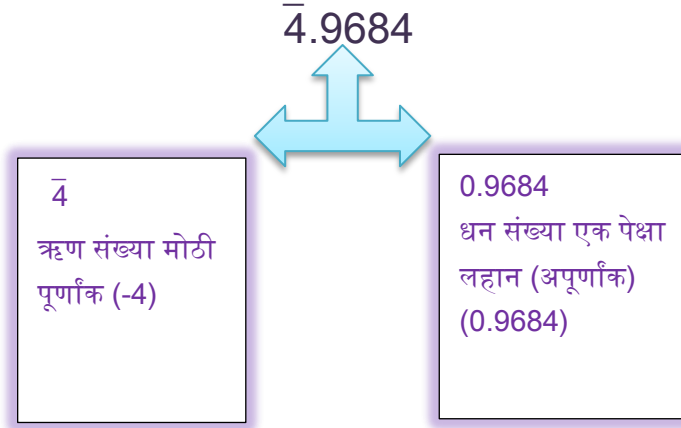 4̅.9684
4̅
ऋण संख्या मोठी
पूर्णांक (-4)
0.9684
धन संख्या एक पेक्षा
लहान (अपूर्णांक)
(0.9684)